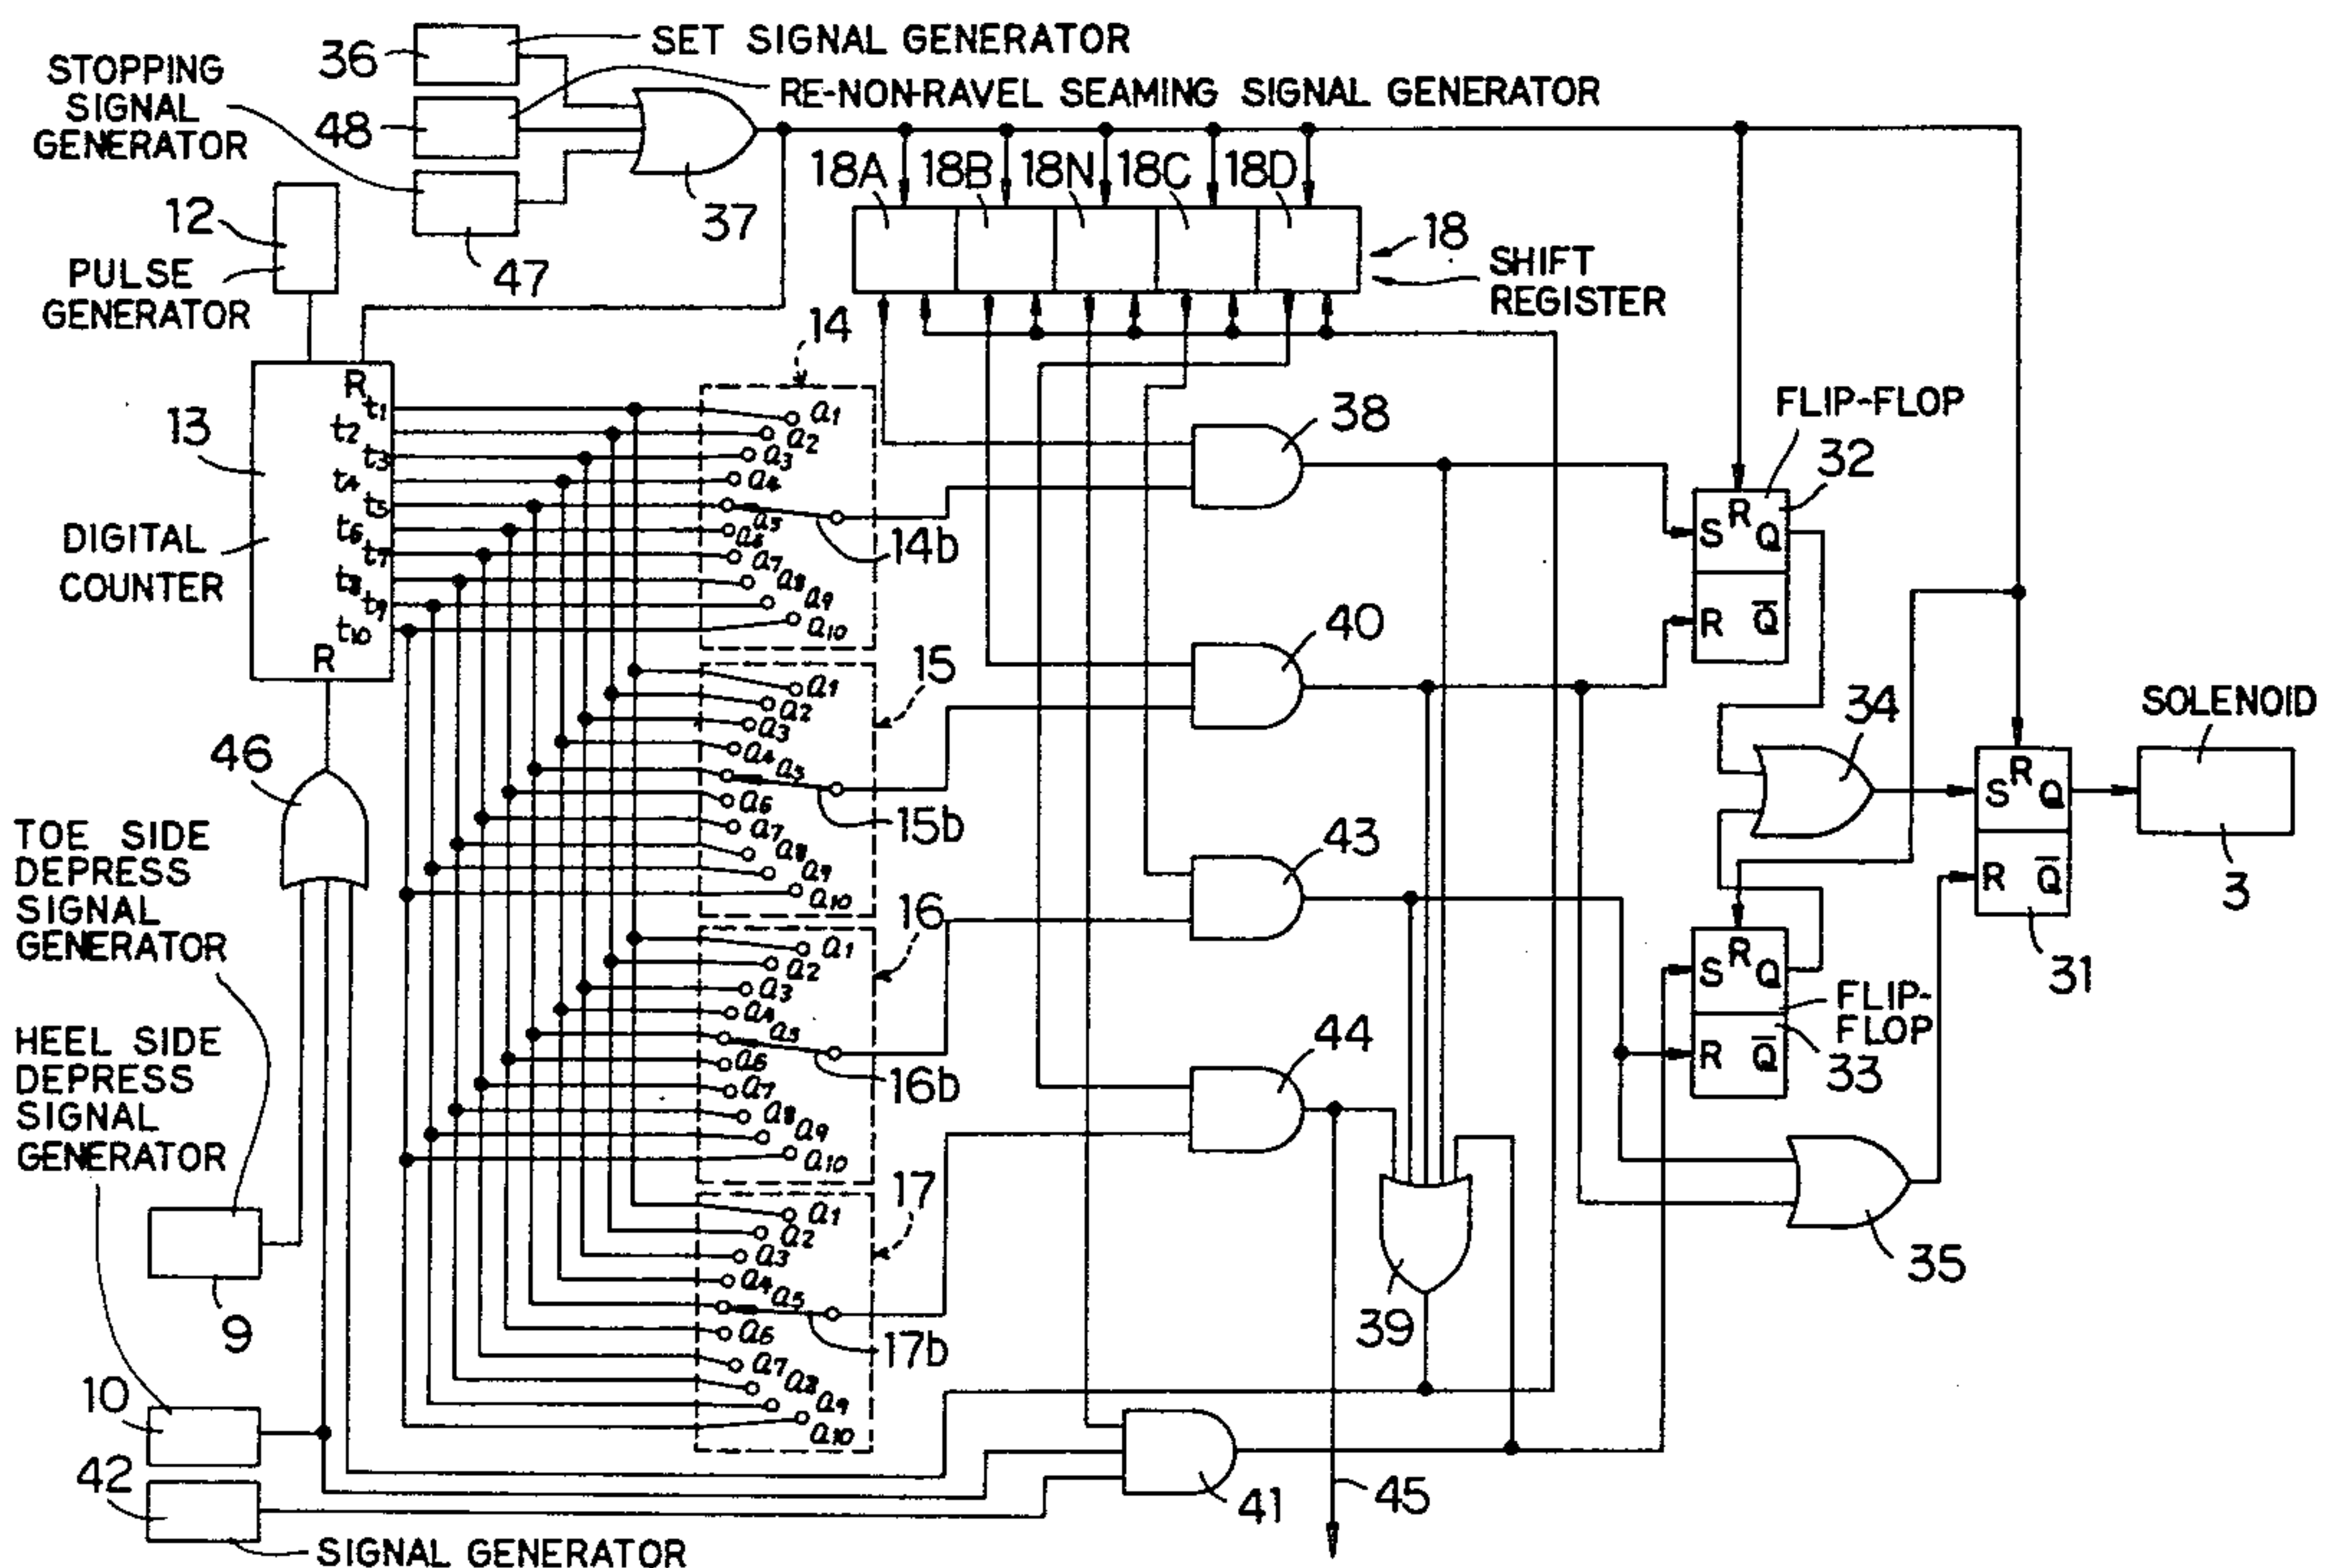 36
SET SIGNAL GENERATOR
STOPPING
SIGNAL
GENERATOR
48
RE-NON-RAVEL SEAMING SIGNAL GENERATOR
47
37
12
PULSE
GENERATOR
18A 18B 18N 18C 18D
18
SHIFT
REGISTER
13
DIGITAL
COUNTER
R
t1
t2
t3
t4
t5
t6
t7
t8
t9
t10
R
14
a1
a2
a3
a4
a5
a6
a7
a8
a9
a10
14b
15
a1
a2
a3
a4
a5
a6
a7
a8
a9
a10
15b
16
a1
a2
a3
a4
a5
a6
a7
a8
a9
a10
16b
17
a1
a2
a3
a4
a5
a6
a7
a8
a9
a10
17b
38
40
43
44
39
41
45
FLIP-FLOP
32
S R Q
R Q̅
34
SOLENOID
3
S R Q
R Q̅
31
S R Q
R Q̅
FLIP-
FLOP
33
35
46
TOE SIDE
DEPRESS
SIGNAL
GENERATOR
HEEL SIDE
DEPRESS
SIGNAL
GENERATOR
9
10
42
SIGNAL GENERATOR